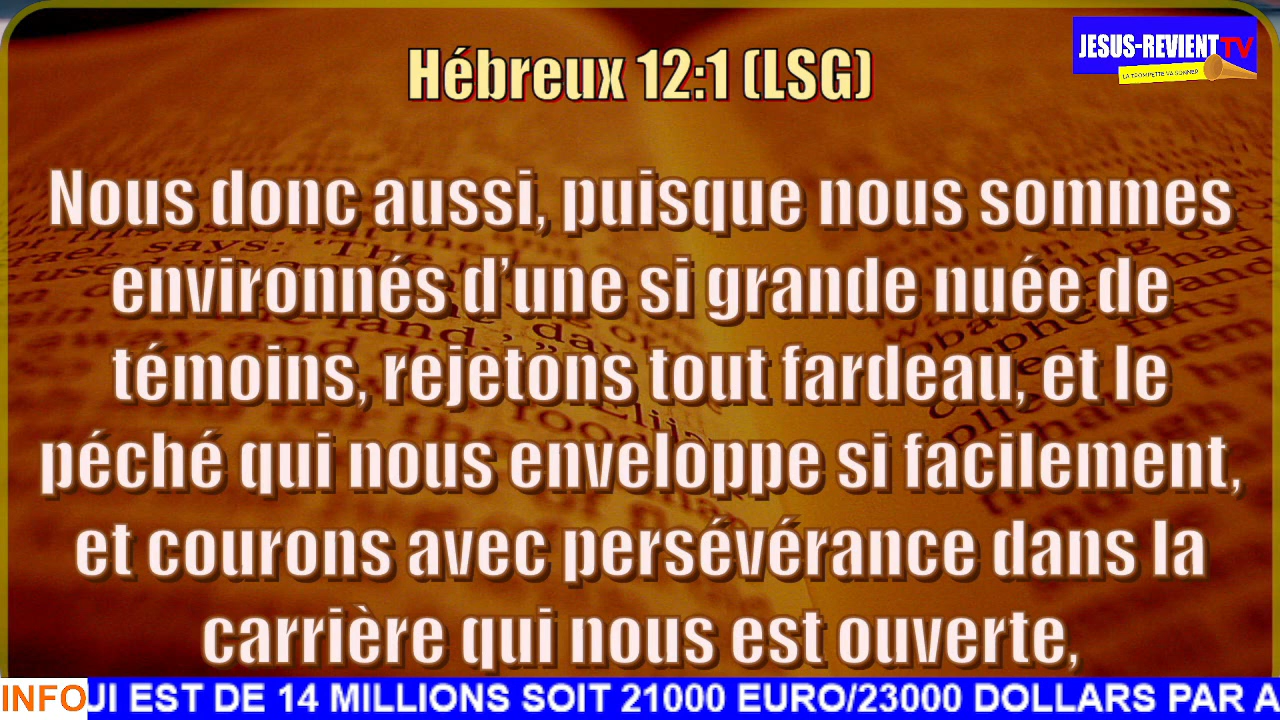 JESUS-REVIENT TV
LA TROMPETTE VA SONNER
Hébreux 12:1 (LSG)
Nous donc aussi, puisque nous sommes
environnés d’une si grande nuée de
témoins, rejetons tout fardeau, et le
péché qui nous enveloppe si facilement,
et courons avec persévérance dans la
carrière qui nous est ouverte,
INFO UI EST DE 14 MILLIONS SOIT 21000 EURO/23000 DOLLARS PAR A